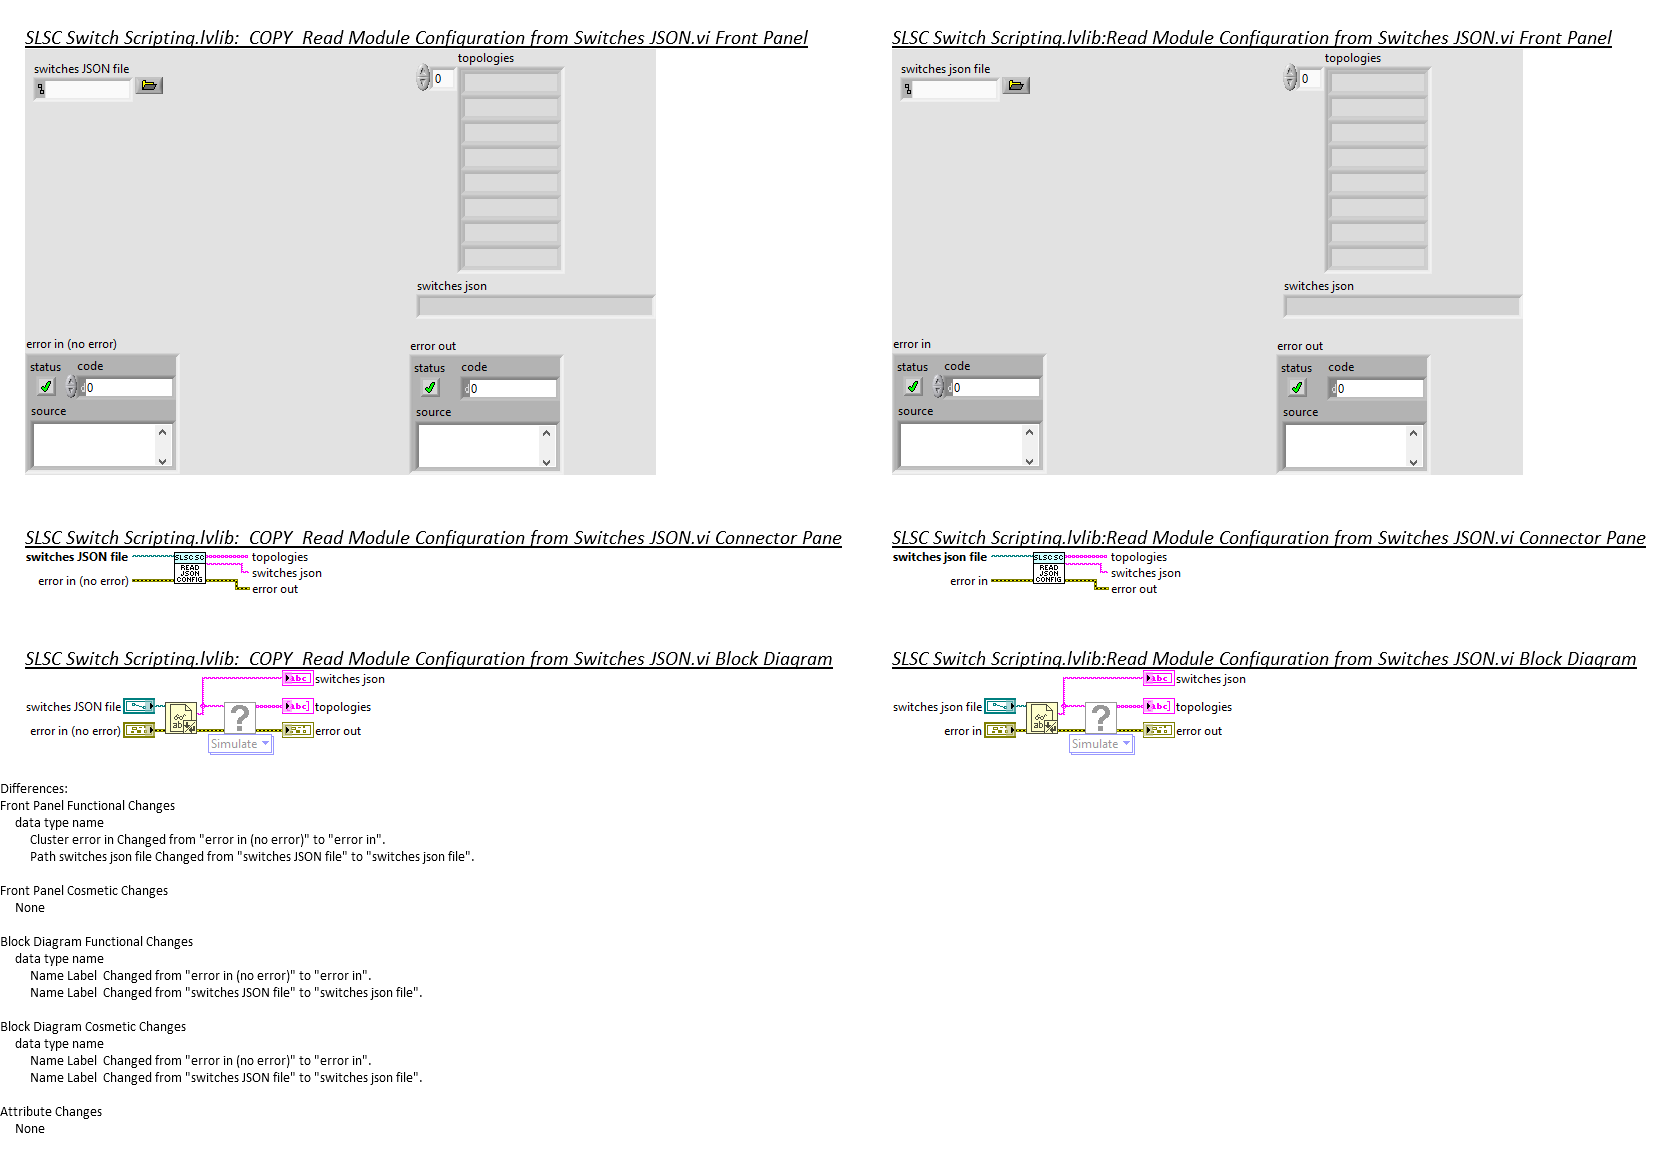 SLSC Switch Scripting.lvlib:  COPY  Read Module Configuration from Switches JSON.vi Front Panel
switches JSON file
topologies
0
switches json
error in (no error)
status
code
0
source
error out
status
code
0
source
SLSC Switch Scripting.lvlib:Read Module Configuration from Switches JSON.vi Front Panel
switches json file
topologies
0
switches json
error in
status
code
0
source
error out
status
code
0
source
SLSC Switch Scripting.lvlib:  COPY  Read Module Configuration from Switches JSON.vi Connector Pane
switches JSON file
error in (no error)
SLSC SC
READ
JSON
CONFIG
topologies
switches json
error out
SLSC Switch Scripting.lvlib:Read Module Configuration from Switches JSON.vi Connector Pane
switches json file
error in
SLSC SC
READ
JSON
CONFIG
topologies
switches json
error out
SLSC Switch Scripting.lvlib:  COPY  Read Module Configuration from Switches JSON.vi Block Diagram
abc
switches json
switches JSON file
ab
?
abc
topologies
error in (no error)
error out
Simulate
SLSC Switch Scripting.lvlib:Read Module Configuration from Switches JSON.vi Block Diagram
abc
switches json
switches json file
ab
?
abc
topologies
error in
error out
Simulate
Differences:
Front Panel Functional Changes
data type name
Cluster error in Changed from "error in (no error)" to "error in".
Path switches json file Changed from "switches JSON file" to "switches json file".
Front Panel Cosmetic Changes
None
Block Diagram Functional Changes
data type name
Name Label  Changed from "error in (no error)" to "error in".
Name Label  Changed from "switches JSON file" to "switches json file".
Block Diagram Cosmetic Changes
data type name
Name Label  Changed from "error in (no error)" to "error in".
Name Label  Changed from "switches JSON file" to "switches json file".
Attribute Changes
None